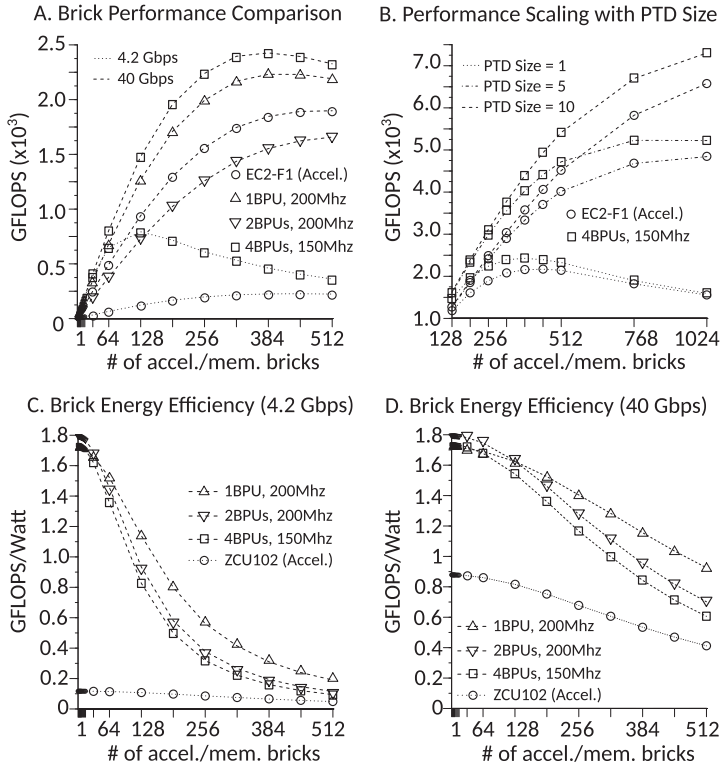 A. Brick Performance Comparison
2.5
2.0
1.5
1.0
0.5
0
GFLOPS (x10³)
4.2 Gbps
40 Gbps
EC2-F1 (Accel.)
1BPU, 200Mhz
2BPUs, 200Mhz
4BPUs, 150Mhz
1 64 128 256 384 512
# of accel./mem. bricks
B. Performance Scaling with PTD Size
7.0
6.0
5.0
4.0
3.0
2.0
1.0
GFLOPS (x10³)
PTD Size = 1
PTD Size = 5
PTD Size = 10
EC2-F1 (Accel.)
4BPUs, 150Mhz
128 256 512 768 1024
# of accel./mem. bricks
C. Brick Energy Efficiency (4.2 Gbps)
1.8
1.6
1.4
1.2
1.0
0.8
0.6
0.4
0.2
0
GFLOPS/Watt
1BPU, 200Mhz
2BPUs, 200Mhz
4BPUs, 150Mhz
ZCU102 (Accel.)
1 64 128 256 384 512
# of accel./mem. bricks
D. Brick Energy Efficiency (40 Gbps)
1.8
1.6
1.4
1.2
1.0
0.8
0.6
0.4
0.2
0
GFLOPS/Watt
1BPU, 200Mhz
2BPUs, 200Mhz
4BPUs, 150Mhz
ZCU102 (Accel.)
1 64 128 256 384 512
# of accel./mem. bricks